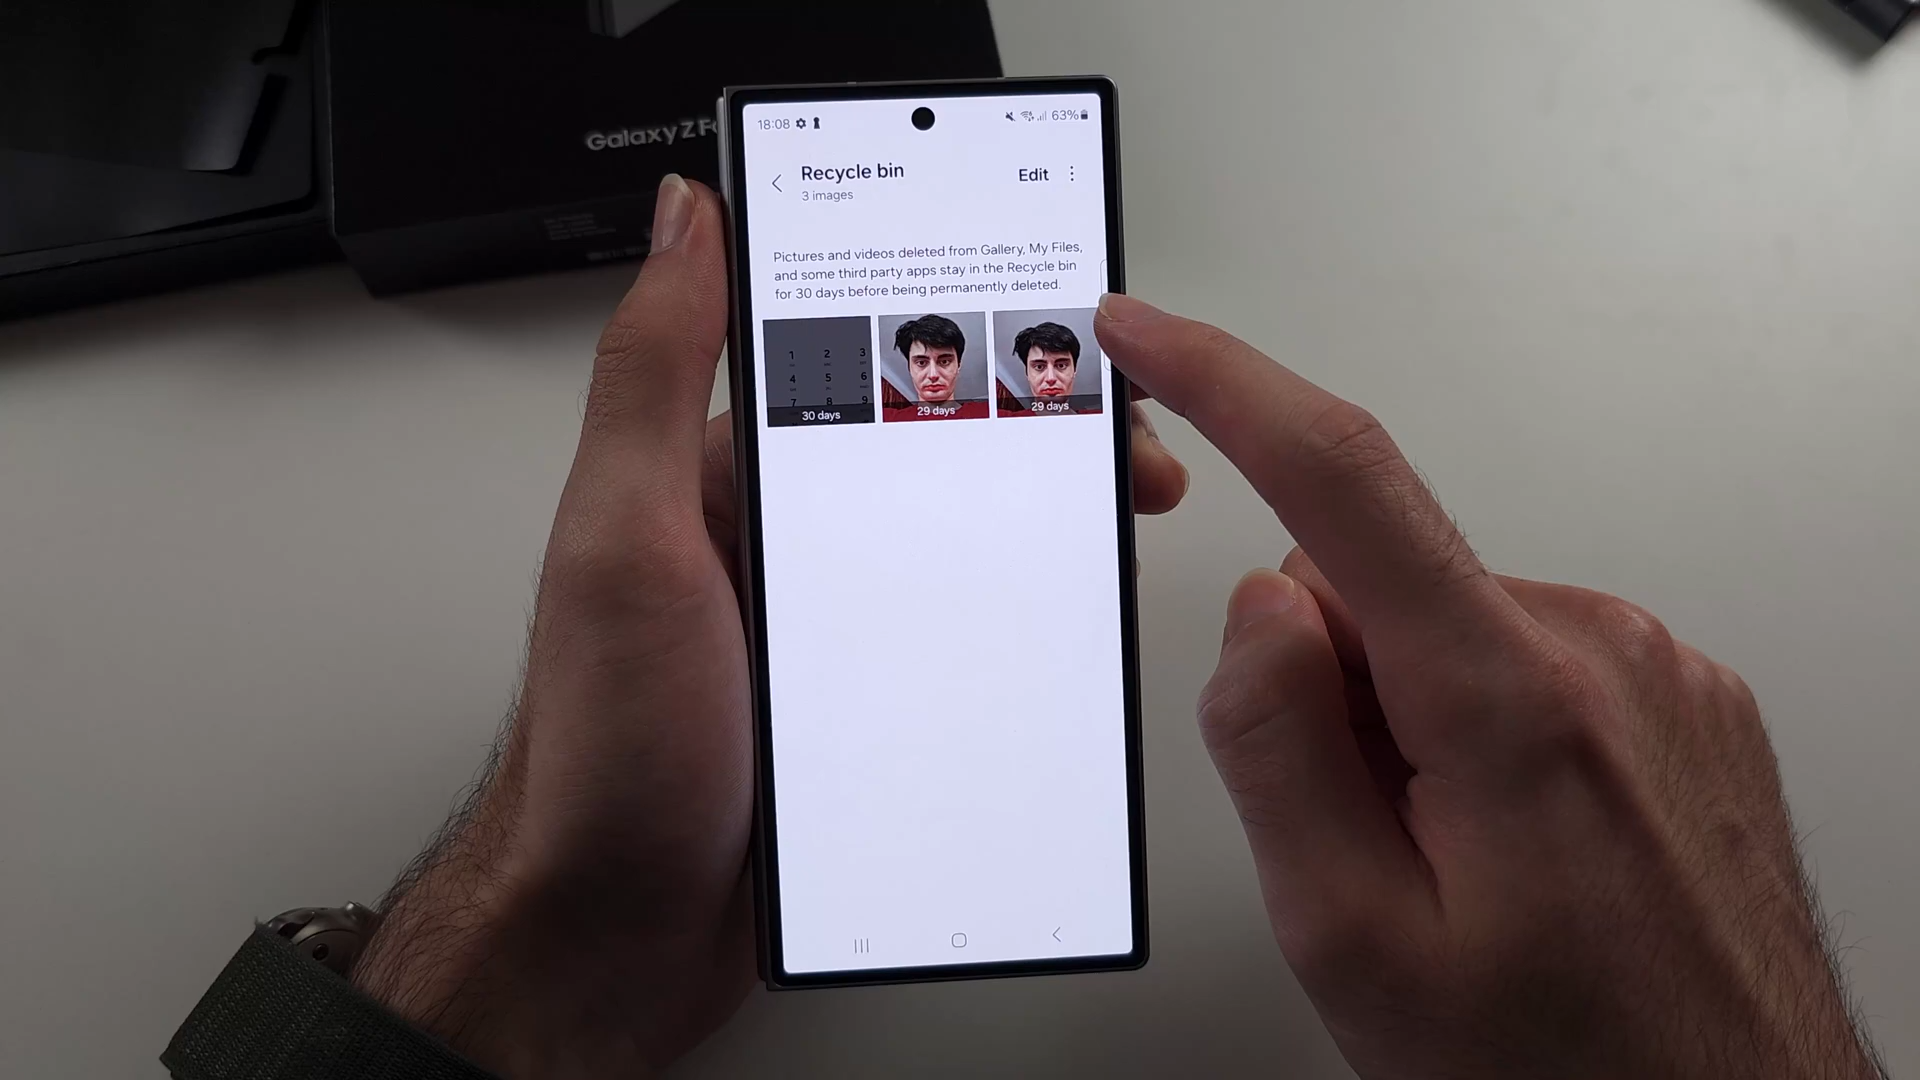 Galaxy Z Fo
18:08 63%
Recycle bin
Edit
3 images
Pictures and videos deleted from Gallery, My Files,
and some third party apps stay in the Recycle bin
for 30 days before being permanently deleted.
1 2 3
4 5 6
7 8 9
30 days
29 days
29 days